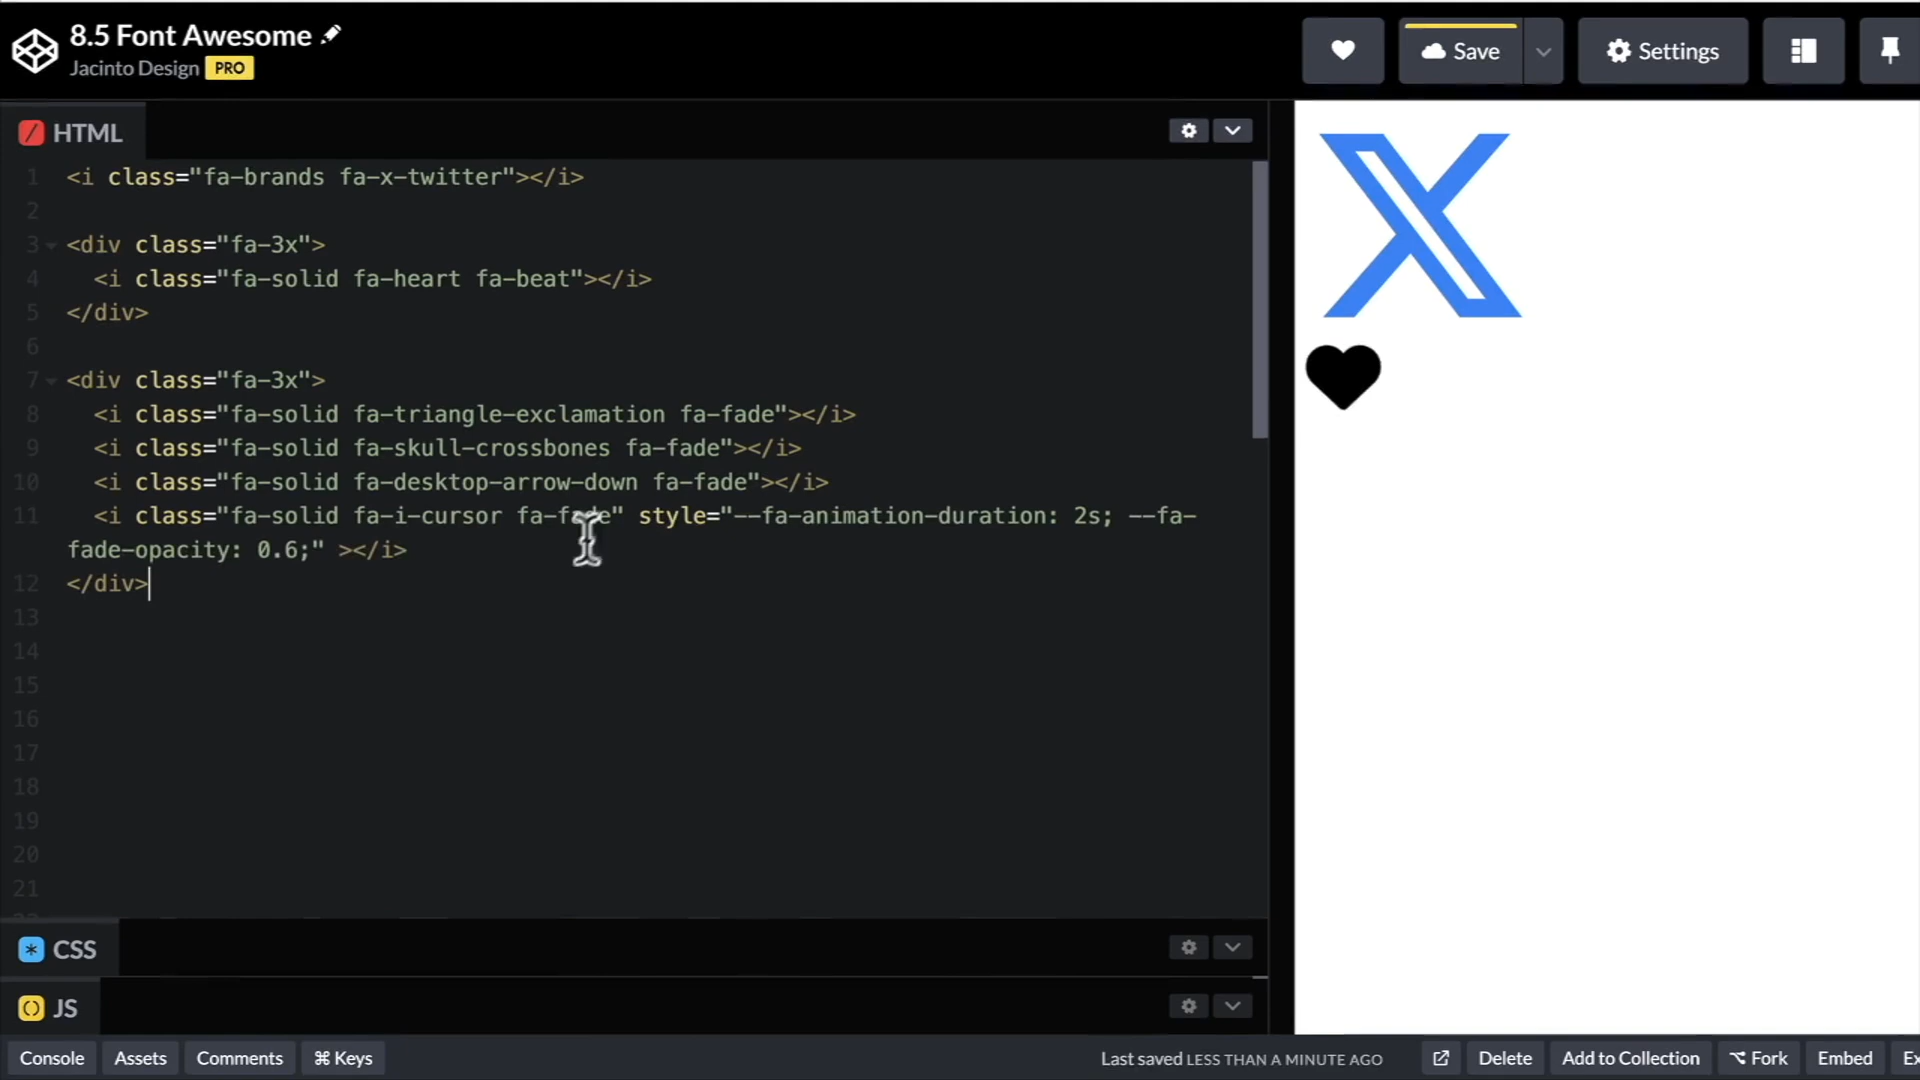 8.5 Font Awesome
Jacinto Design PRO
Save
Settings
HTML
1 <i class="fa-brands fa-x-twitter"></i>
2
3 <div class="fa-3x">
4 <i class="fa-solid fa-heart fa-beat"></i>
5 </div>
6
7 <div class="fa-3x">
8 <i class="fa-solid fa-triangle-exclamation fa-fade"></i>
9 <i class="fa-solid fa-skull-crossbones fa-fade"></i>
10 <i class="fa-solid fa-desktop-arrow-down fa-fade"></i>
11 <i class="fa-solid fa-i-cursor fa-fade" style="--fa-animation-duration: 2s; --fa-
fade-opacity: 0.6;" ></i>
12 </div>
13
14
15
16
17
18
19
20
21
CSS
JS
Console Assets Comments ⌘ Keys Last saved LESS THAN A MINUTE AGO Delete Add to Collection ⌥ Fork Embed Ex